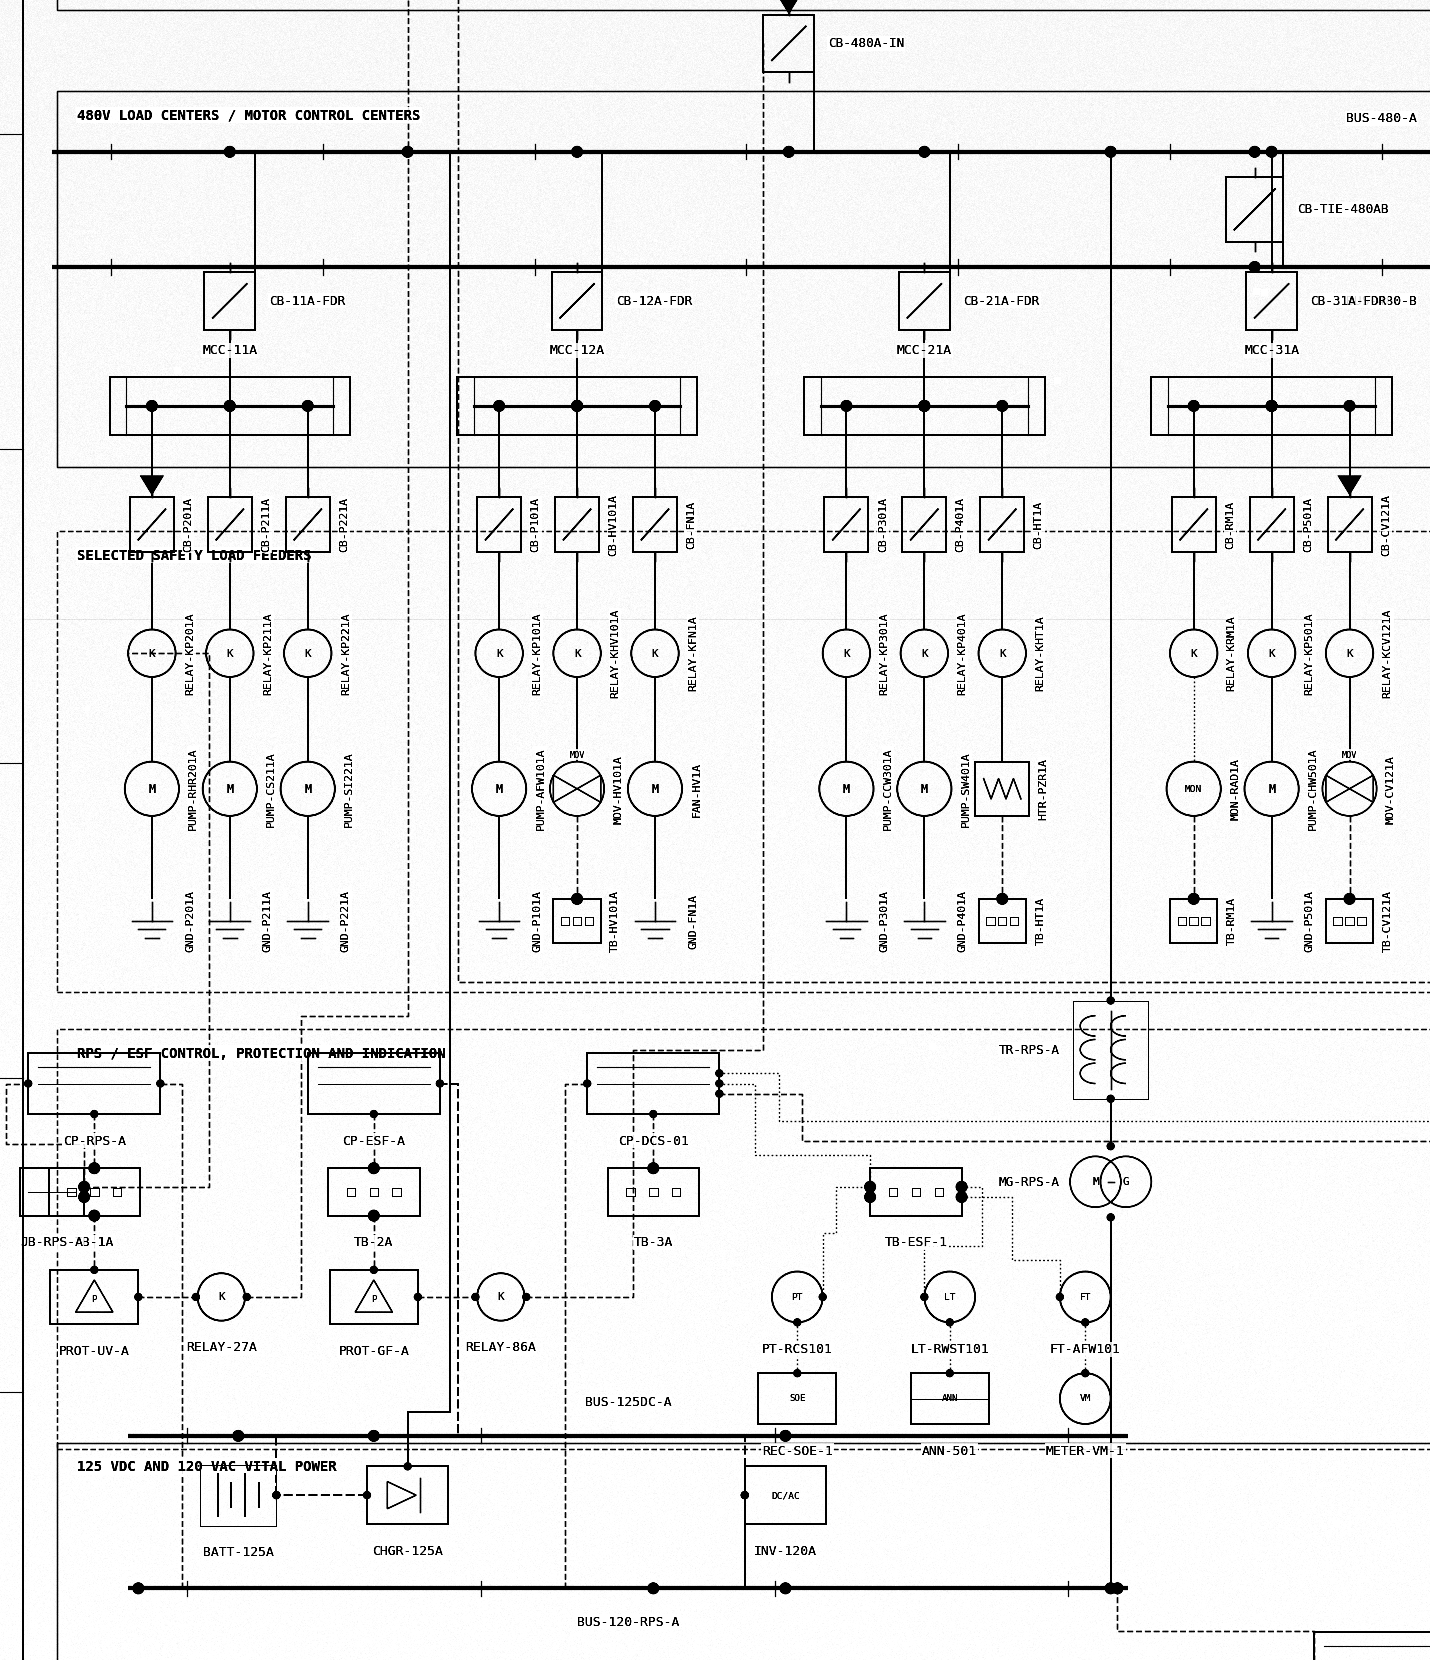 CB-480A-IN
480V LOAD CENTERS / MOTOR CONTROL CENTERS
BUS-480-A
CB-TIE-480AB
CB-11A-FDR
CB-12A-FDR
CB-21A-FDR
CB-31A-FDR
30-B
MCC-11A
MCC-12A
MCC-21A
MCC-31A
CB-P201A
CB-P211A
CB-P221A
CB-P101A
CB-HV101A
CB-FN1A
CB-P301A
CB-P401A
CB-HT1A
CB-RM1A
CB-P501A
CB-CV121A
SELECTED SAFETY LOAD FEEDERS
K
RELAY-KP201A
K
RELAY-KP211A
K
RELAY-KP221A
K
RELAY-KP101A
K
RELAY-KHV101A
K
RELAY-KFN1A
K
RELAY-KP301A
K
RELAY-KP401A
K
RELAY-KHT1A
K
RELAY-KRM1A
K
RELAY-KP501A
K
RELAY-KCV121A
M
PUMP-RHR201A
M
PUMP-CS211A
M
PUMP-SI221A
M
PUMP-AFW101A
MOV
MOV-HV101A
M
FAN-HV1A
M
PUMP-CCW301A
M
PUMP-SW401A
HTR-PZR1A
MON
MON-RAD1A
M
PUMP-CHW501A
MOV
MOV-CV121A
GND-P201A
GND-P211A
GND-P221A
GND-P101A
TB-HV101A
GND-FN1A
GND-P301A
GND-P401A
TB-HT1A
TB-RM1A
GND-P501A
TB-CV121A
RPS / ESF CONTROL, PROTECTION AND INDICATION
TR-RPS-A
CP-RPS-A
CP-ESF-A
CP-DCS-01
MG-RPS-A
M
G
JB-RPS-A
B-1A
TB-2A
TB-3A
TB-ESF-1
P
K
P
K
PT
LT
FT
PROT-UV-A
RELAY-27A
PROT-GF-A
RELAY-86A
PT-RCS101
LT-RWST101
FT-AFW101
SOE
ANN
VM
BUS-125DC-A
REC-SOE-1
ANN-501
METER-VM-1
125 VDC AND 120 VAC VITAL POWER
DC/AC
BATT-125A
CHGR-125A
INV-120A
BUS-120-RPS-A